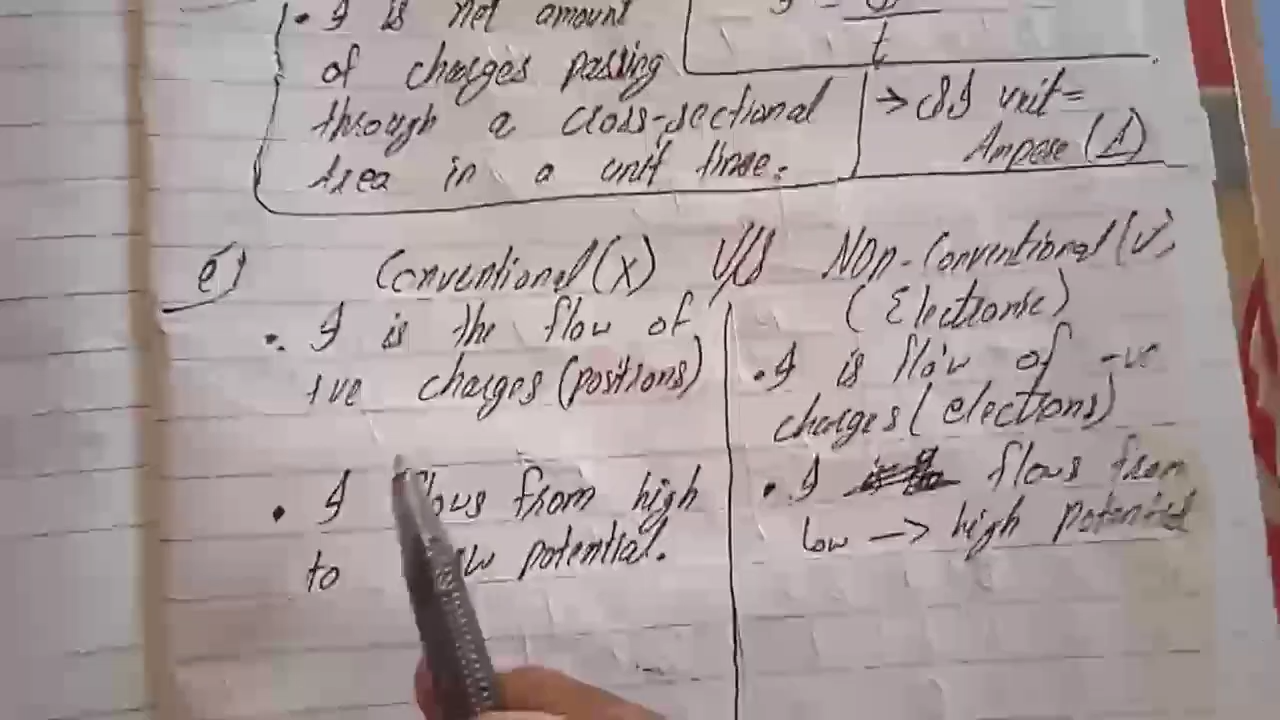 • I is net amount
of charges passing
through a cross-sectional
Area in a unit time.
t
→ SI unit=
Ampere (A)
e) Conventional(X) V/S Non-Conventional(✓)
(Electronic)
• I is the flow of
+ve charges (positrons)
• I flows from high
to low potential.
• I is flow of -ve
charges (electrons)
• I flows from
low → high potential